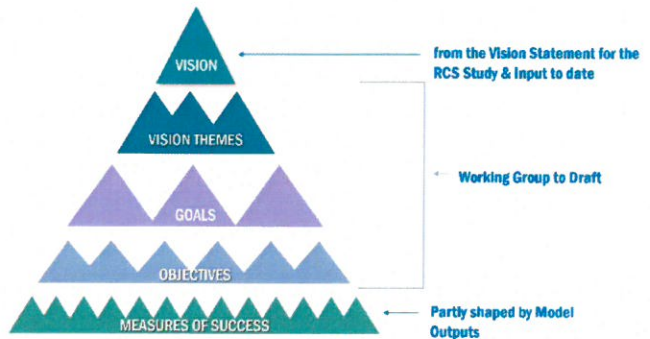 VISION
from the Vision Statement for the
RCS Study & Input to date
VISION THEMES
Working Group to Draft
GOALS
OBJECTIVES
MEASURES OF SUCCESS
Partly shaped by Model
Outputs